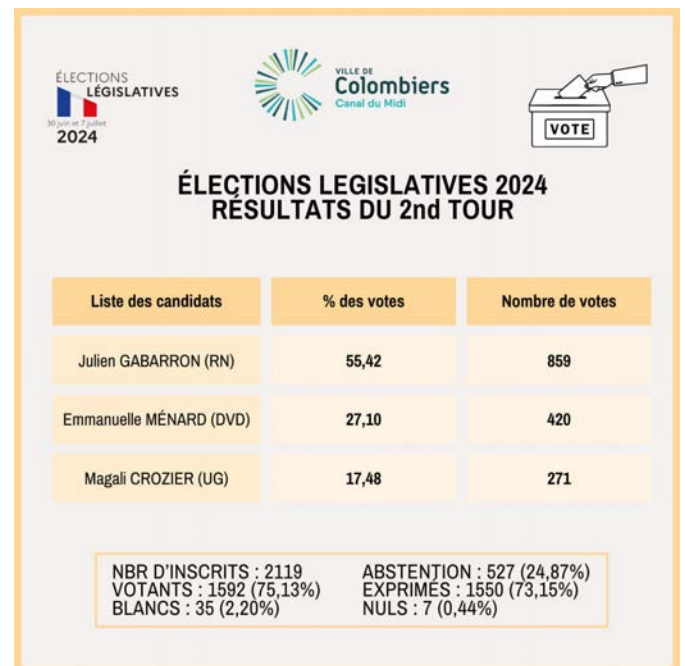 ÉLECTIONS
LÉGISLATIVES
30 juin et 7 juillet
2024
VILLE DE
Colombiers
Canal du Midi
VOTE
ÉLECTIONS LEGISLATIVES 2024
RÉSULTATS DU 2nd TOUR
Liste des candidats % des votes Nombre de votes
Julien GABARRON (RN) 55,42 859
Emmanuelle MÉNARD (DVD) 27,10 420
Magali CROZIER (UG) 17,48 271
NBR D'INSCRITS : 2119 ABSTENTION : 527 (24,87%)
VOTANTS : 1592 (75,13%) EXPRIMÉS : 1550 (73,15%)
BLANCS : 35 (2,20%) NULS : 7 (0,44%)